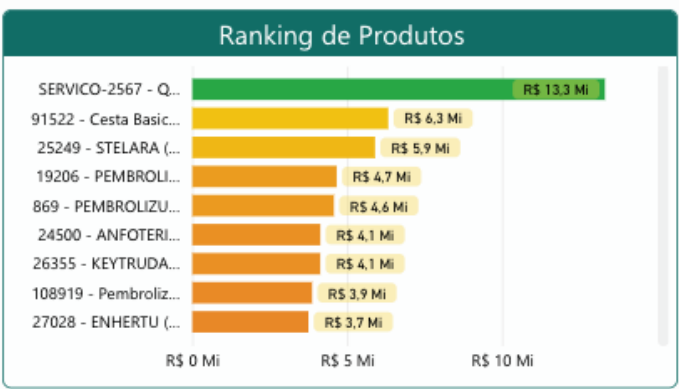 Ranking de Produtos
SERVICO-2567 - Q... R$ 13,3 Mi
91522 - Cesta Basic... R$ 6,3 Mi
25249 - STELARA (... R$ 5,9 Mi
19206 - PEMBROLI... R$ 4,7 Mi
869 - PEMBROLIZU... R$ 4,6 Mi
24500 - ANFOTERI... R$ 4,1 Mi
26355 - KEYTRUDA... R$ 4,1 Mi
108919 - Pembroliz... R$ 3,9 Mi
27028 - ENHERTU (... R$ 3,7 Mi
R$ 0 Mi R$ 5 Mi R$ 10 Mi